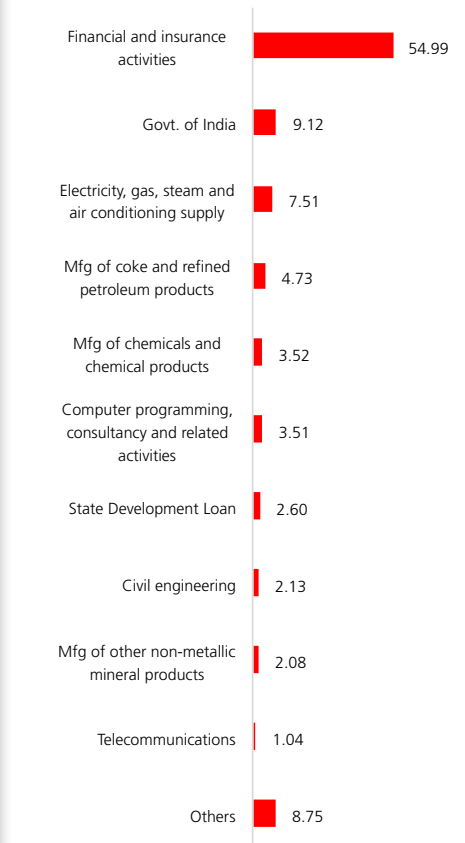 Financial and insurance
activities
54.99
Govt. of India
9.12
Electricity, gas, steam and
air conditioning supply
7.51
Mfg of coke and refined
petroleum products
4.73
Mfg of chemicals and
chemical products
3.52
Computer programming,
consultancy and related
activities
3.51
State Development Loan
2.60
Civil engineering
2.13
Mfg of other non-metallic
mineral products
2.08
Telecommunications
1.04
Others
8.75